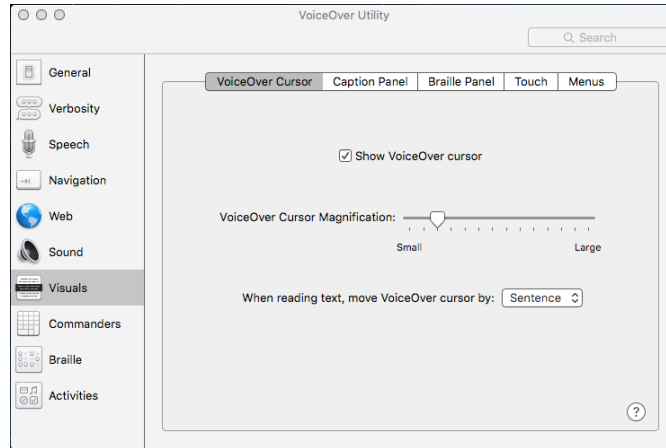 VoiceOver Utility
Search
General
Verbosity
Speech
Navigation
Web
Sound
Visuals
Commanders
Braille
Activities
VoiceOver Cursor Caption Panel Braille Panel Touch Menus
Show VoiceOver cursor
VoiceOver Cursor Magnification:
Small Large
When reading text, move VoiceOver cursor by: Sentence
?